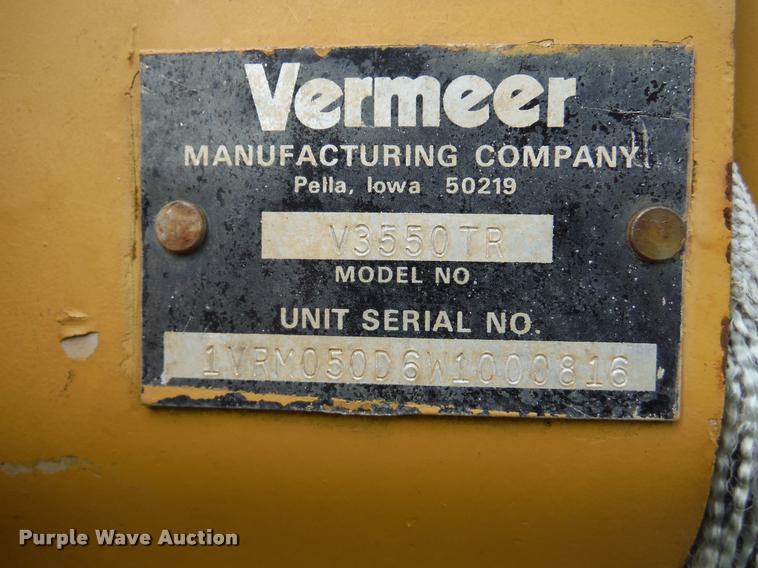 Vermeer
MANUFACTURING COMPANY
Pella, Iowa 50219
V3550TR
MODEL NO.
UNIT SERIAL NO.
1VRM050D6W1000816
Purple Wave Auction